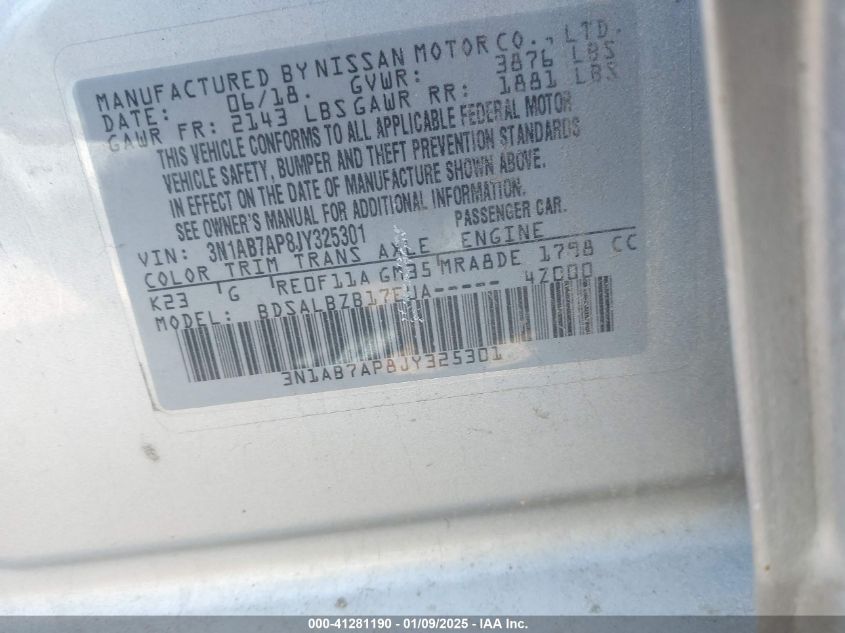 MANUFACTURED BY NISSAN MOTOR CO., LTD.
DATE: 06/18. GVWR: 3876 LBS
GAWR FR: 2143 LBS GAWR RR: 1881 LBS
THIS VEHICLE CONFORMS TO ALL APPLICABLE FEDERAL MOTOR
VEHICLE SAFETY, BUMPER AND THEFT PREVENTION STANDARDS
IN EFFECT ON THE DATE OF MANUFACTURE SHOWN ABOVE.
SEE OWNER'S MANUAL FOR ADDITIONAL INFORMATION.
VIN: 3N1AB7AP8JY325301 PASSENGER CAR.
COLOR TRIM TRANS AXLE ENGINE
K23 G RE0F11A GM35 MRA8DE 1798 CC
MODEL: 42000
3N1AB7AP8JY325301
000-41281190 - 01/09/2025 - IAA Inc.